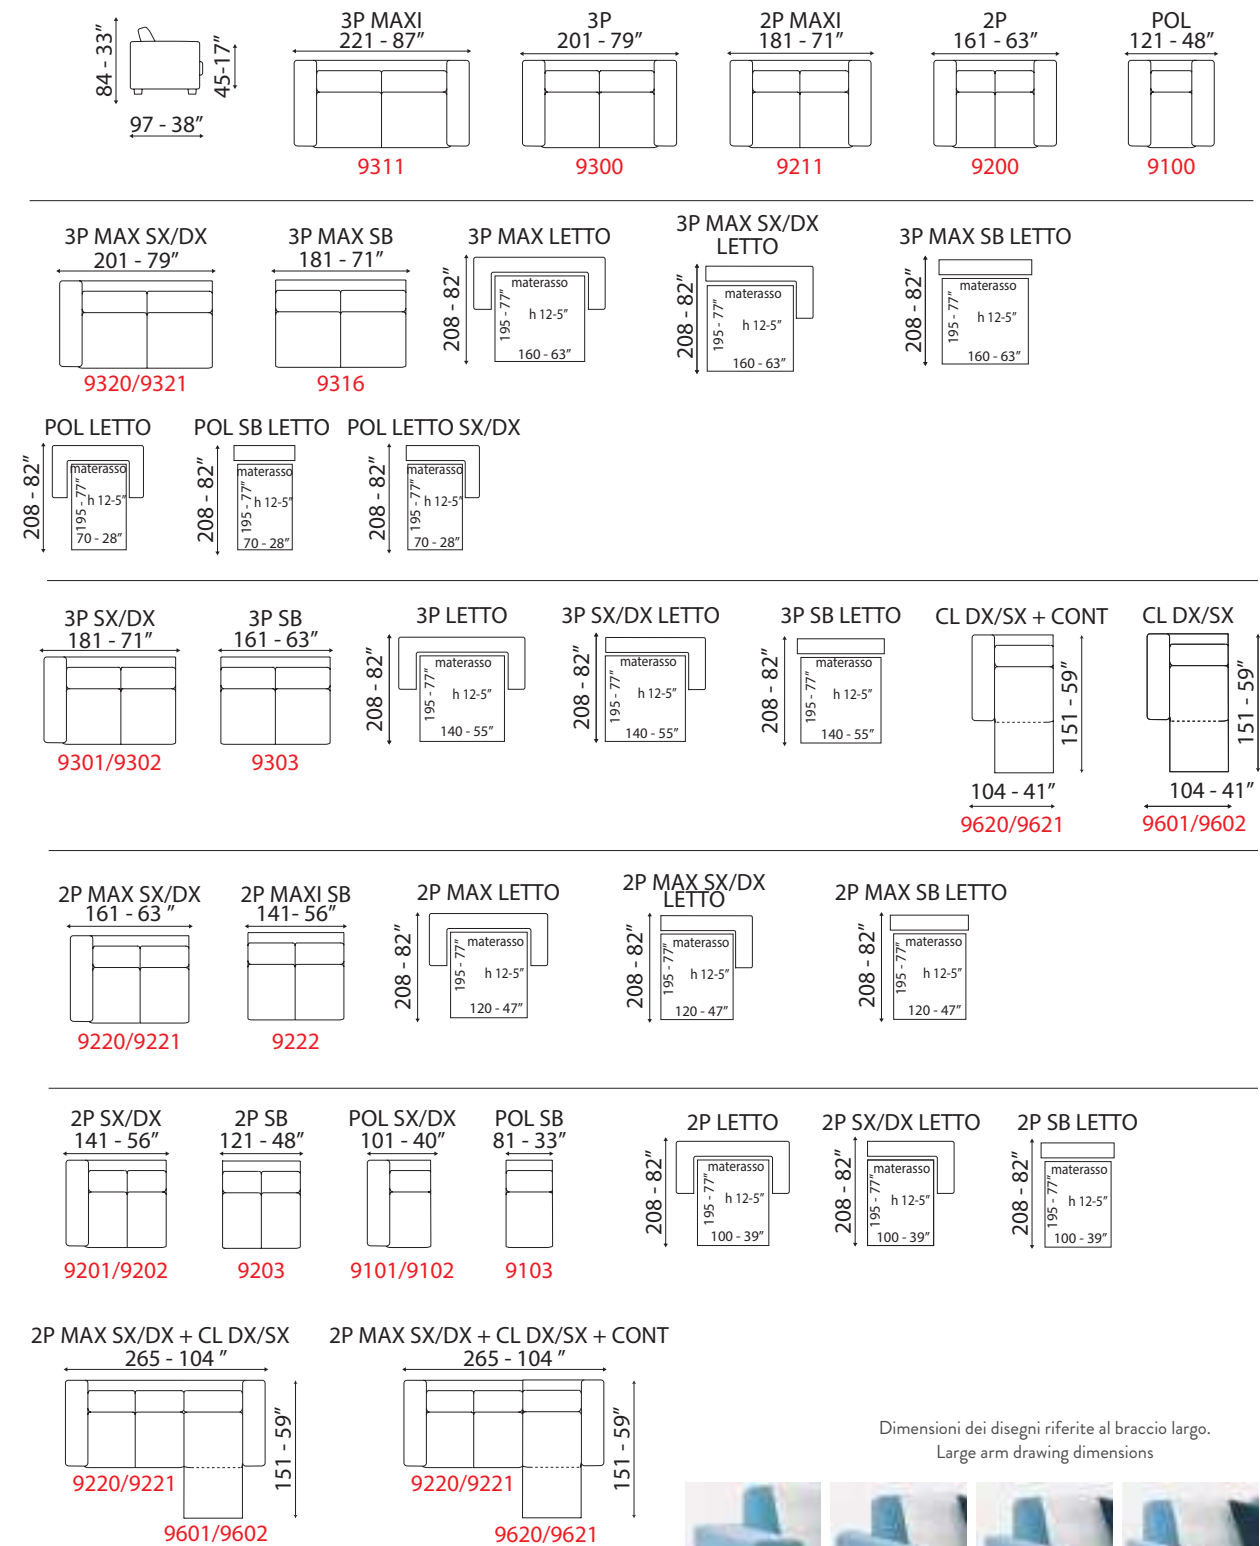 84 - 33”
45-17”
97 - 38”
3P MAXI
221 - 87”
9311
3P
201 - 79”
9300
2P MAXI
181 - 71”
9211
2P
161 - 63”
9200
POL
121 - 48”
9100
3P MAX SX/DX
201 - 79”
9320/9321
3P MAX SB
181 - 71”
9316
3P MAX LETTO
208 - 82”
materasso
195 - 77”
h 12-5”
160 - 63”
3P MAX SX/DX
LETTO
208 - 82”
materasso
195 - 77”
h 12-5”
160 - 63”
3P MAX SB LETTO
208 - 82”
materasso
195 - 77”
h 12-5”
160 - 63”
POL LETTO
208 - 82”
materasso
195 - 77”
h 12-5”
70 - 28”
POL SB LETTO
208 - 82”
materasso
195 - 77”
h 12-5”
70 - 28”
POL LETTO SX/DX
208 - 82”
materasso
195 - 77”
h 12-5”
70 - 28”
3P SX/DX
181 - 71”
9301/9302
3P SB
161 - 63”
9303
3P LETTO
208 - 82”
materasso
195 - 77”
h 12-5”
140 - 55”
3P SX/DX LETTO
208 - 82”
materasso
195 - 77”
h 12-5”
140 - 55”
3P SB LETTO
208 - 82”
materasso
195 - 77”
h 12-5”
140 - 55”
CL DX/SX + CONT
151 - 59”
104 - 41”
9620/9621
CL DX/SX
151 - 59”
104 - 41”
9601/9602
2P MAX SX/DX
161 - 63 ”
9220/9221
2P MAXI SB
141- 56”
9222
2P MAX LETTO
208 - 82”
materasso
195 - 77”
h 12-5”
120 - 47”
2P MAX SX/DX
LETTO
208 - 82”
materasso
195 - 77”
h 12-5”
120 - 47”
2P MAX SB LETTO
208 - 82”
materasso
195 - 77”
h 12-5”
120 - 47”
2P SX/DX
141 - 56”
9201/9202
2P SB
121 - 48”
9203
POL SX/DX
101 - 40”
9101/9102
POL SB
81 - 33”
9103
2P LETTO
208 - 82”
materasso
195 - 77”
h 12-5”
100 - 39”
2P SX/DX LETTO
208 - 82”
materasso
195 - 77”
h 12-5”
100 - 39”
2P SB LETTO
208 - 82”
materasso
195 - 77”
h 12-5”
100 - 39”
2P MAX SX/DX + CL DX/SX
265 - 104 ”
151 - 59”
9220/9221
9601/9602
2P MAX SX/DX + CL DX/SX + CONT
265 - 104 ”
151 - 59”
9220/9221
9620/9621
Dimensioni dei disegni riferite al braccio largo.
Large arm drawing dimensions